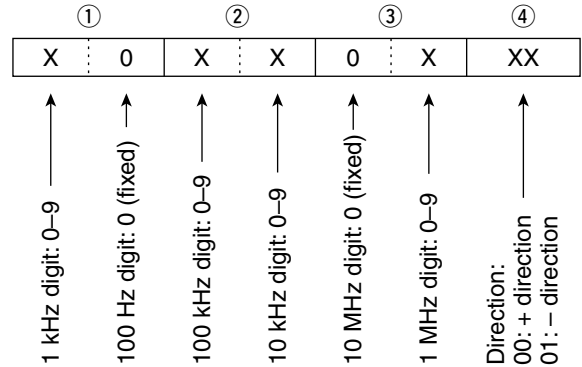 ① ② ③ ④
X 0 X X 0 X XX
1 kHz digit: 0–9
100 Hz digit: 0 (fixed)
100 kHz digit: 0–9
10 kHz digit: 0–9
10 MHz digit: 0 (fixed)
1 MHz digit: 0–9
Direction:
00: + direction
01: – direction